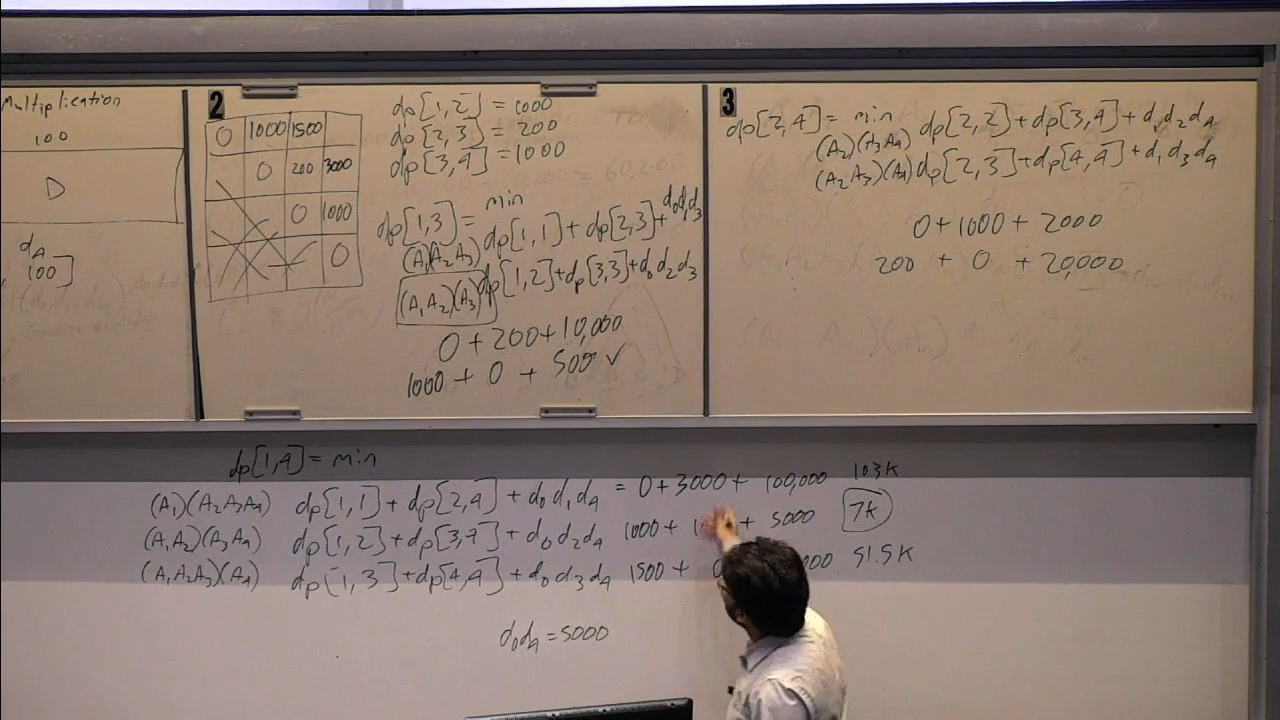 Multiplication
100
D
d4
100]
2
0 1000 1500
0 200 3000
0 1000
0
dp[1,2] = 1000
dp[2,3] = 200
dp[3,4] = 1000
dp[1,3] = min
(A1)(A2A3) dp[1,1] + dp[2,3] + d0d1d3
(A1A2)(A3) dp[1,2] + dp[3,3] + d0d2d3
0 + 200 + 10,000
1000 + 0 + 500 ✓
3
dp[2,4] = min
(A2)(A3A4) dp[2,2] + dp[3,4] + d1d2d4
(A2A3)(A4) dp[2,3] + dp[4,4] + d1d3d4
0 + 1000 + 2000
200 + 0 + 20,000
dp[1,4] = min
(A1)(A2A3A4) dp[1,1] + dp[2,4] + d0d1d4 = 0 + 3000 + 100,000 103K
(A1A2)(A3A4) dp[1,2] + dp[3,4] + d0d2d4 1000 + + 5000 7K
(A1A2A3)(A4) dp[1,3] + dp[4,4] + d0d3d4 1500 + 51.5K
d0d4 = 5000